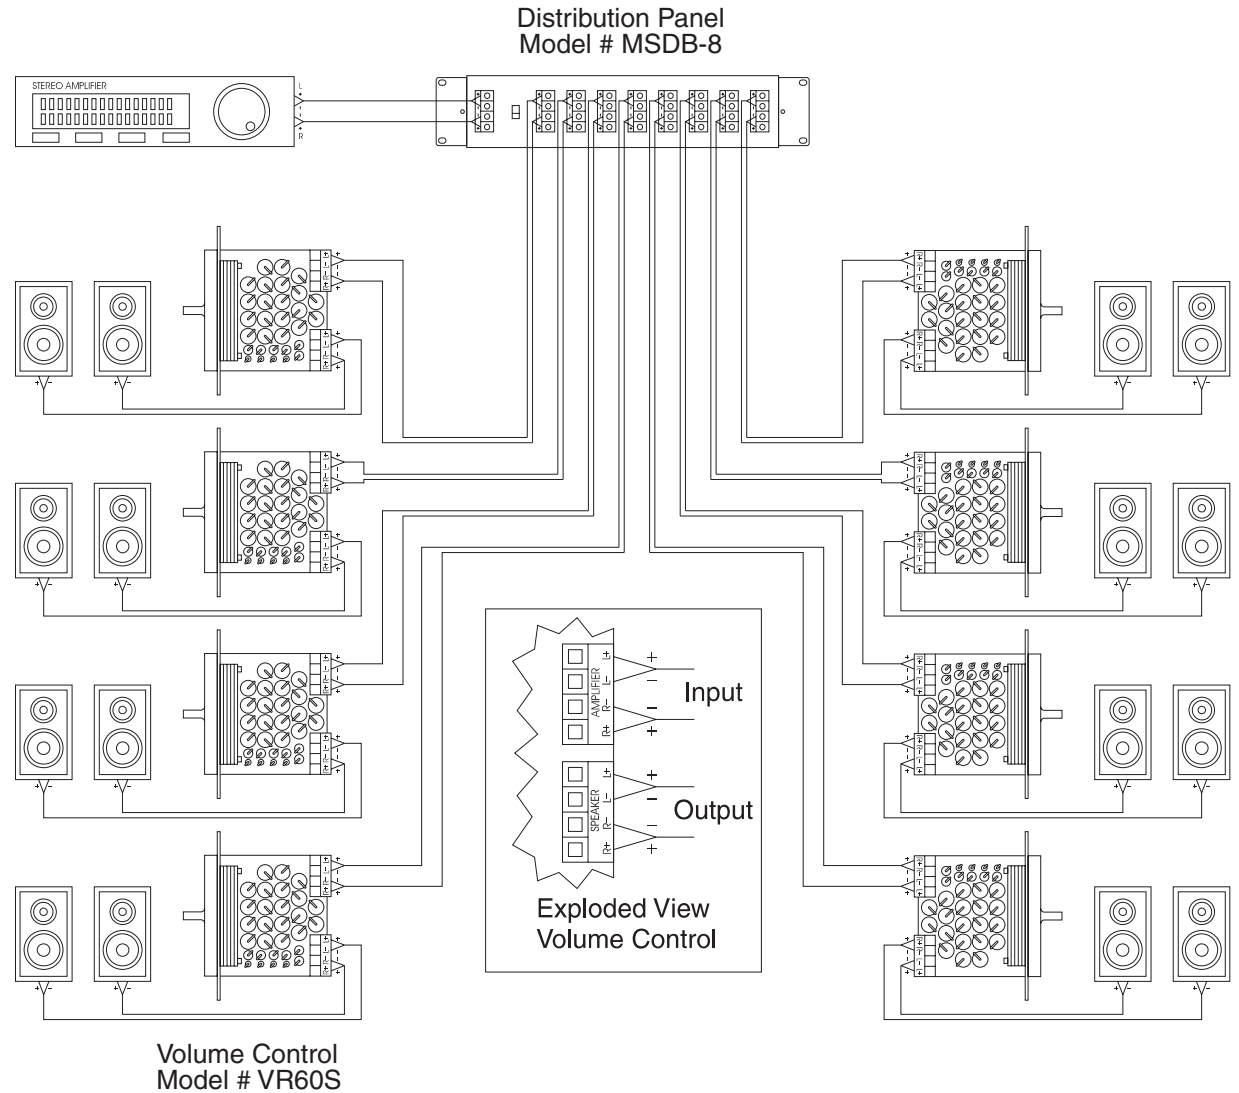 Distribution Panel
Model # MSDB-8
STEREO AMPLIFIER
L
+
-
-
+
R
AMPLIFIER
L+
L-
R-
R+
+
-
-
+
Input
SPEAKER
L+
L-
R-
R+
+
-
-
+
Output
Exploded View
Volume Control
Volume Control
Model # VR60S